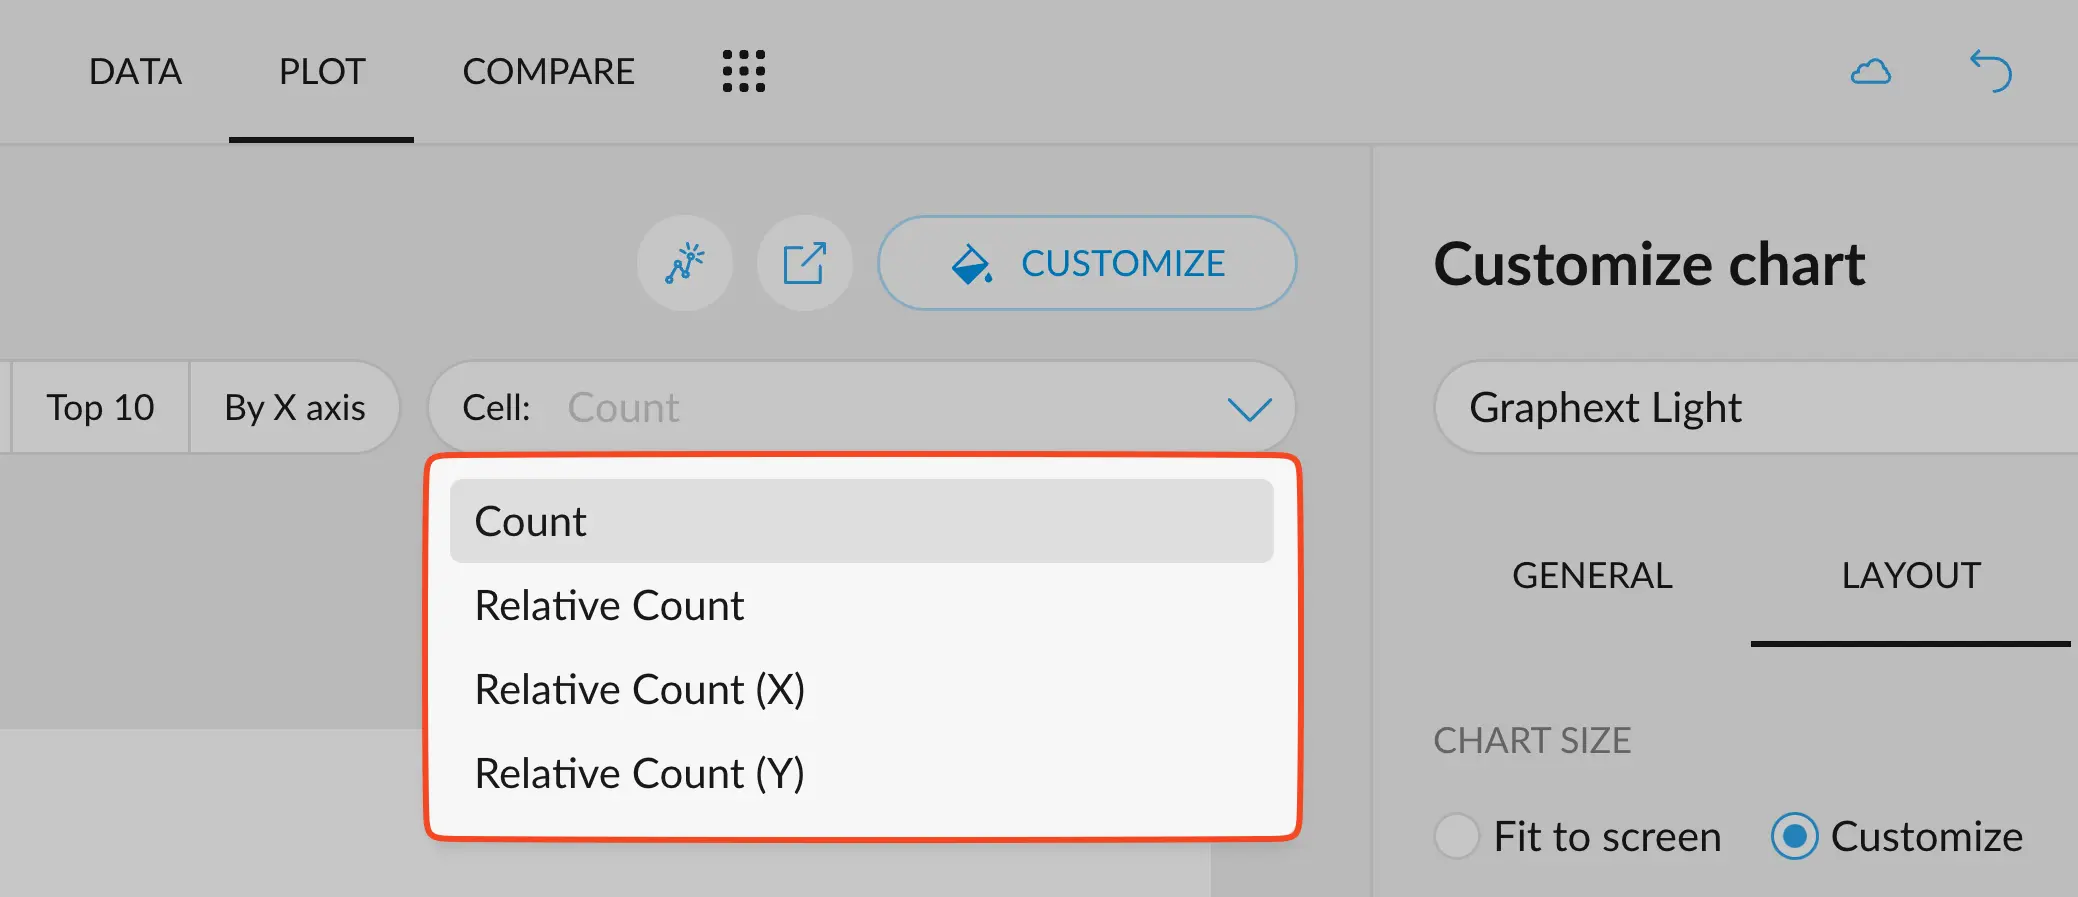 DATA PLOT COMPARE
CUSTOMIZE
Customize chart
Top 10 By X axis Cell: Count
Graphext Light
Count
Relative Count
Relative Count (X)
Relative Count (Y)
GENERAL LAYOUT
CHART SIZE
Fit to screen Customize